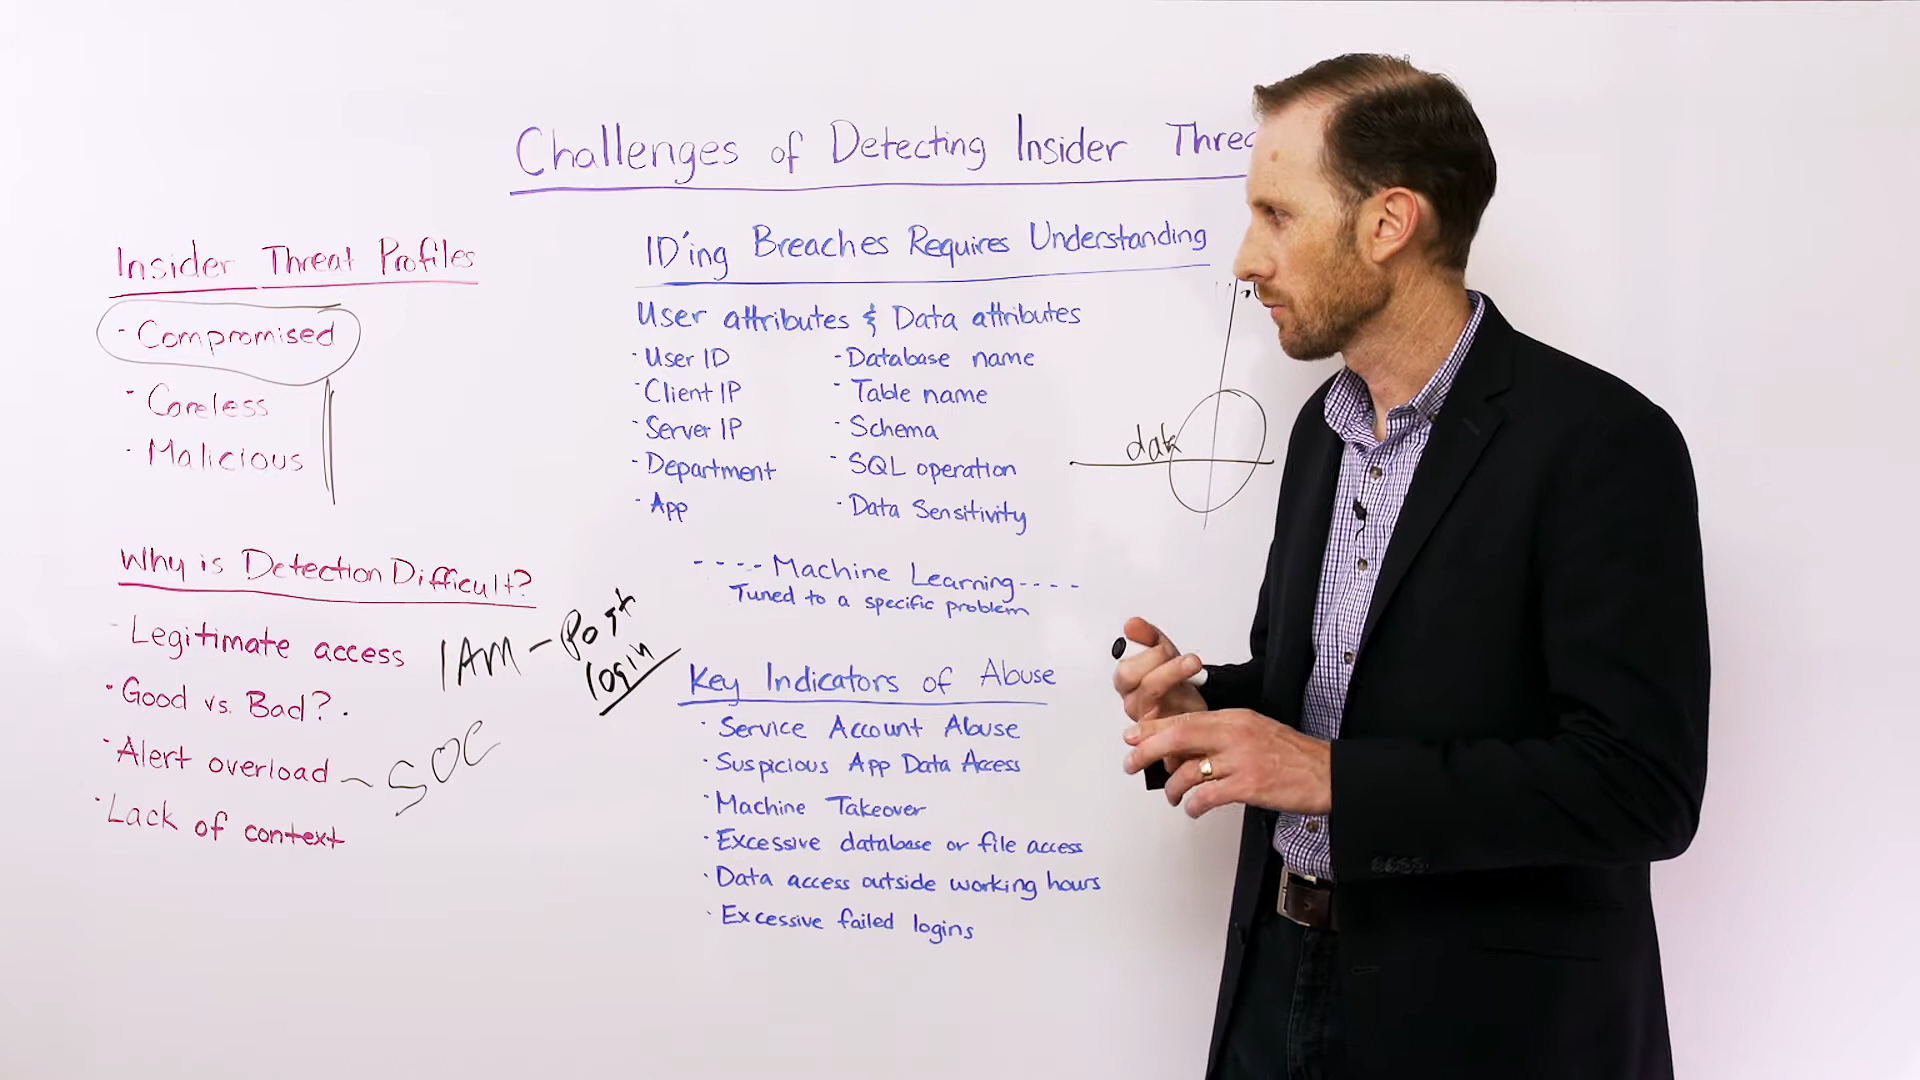 Challenges of Detecting Insider Threa
Insider Threat Profiles
- Compromised
- Careless
- Malicious
Why is Detection Difficult?
- Legitimate access
IAM - Post
login
· Good vs. Bad?
· Alert overload ~ SOC
· Lack of context
ID'ing Breaches Requires Understanding
User attributes & Data attributes
· User ID - Database name
- Client IP - Table name
- Server IP - Schema
- Department - SQL operation
- App - Data Sensitivity
data
---- Machine Learning ----
Tuned to a specific problem
Key Indicators of Abuse
· Service Account Abuse
· Suspicious App Data Access
· Machine Takeover
· Excessive database or file access
· Data access outside working hours
· Excessive failed logins